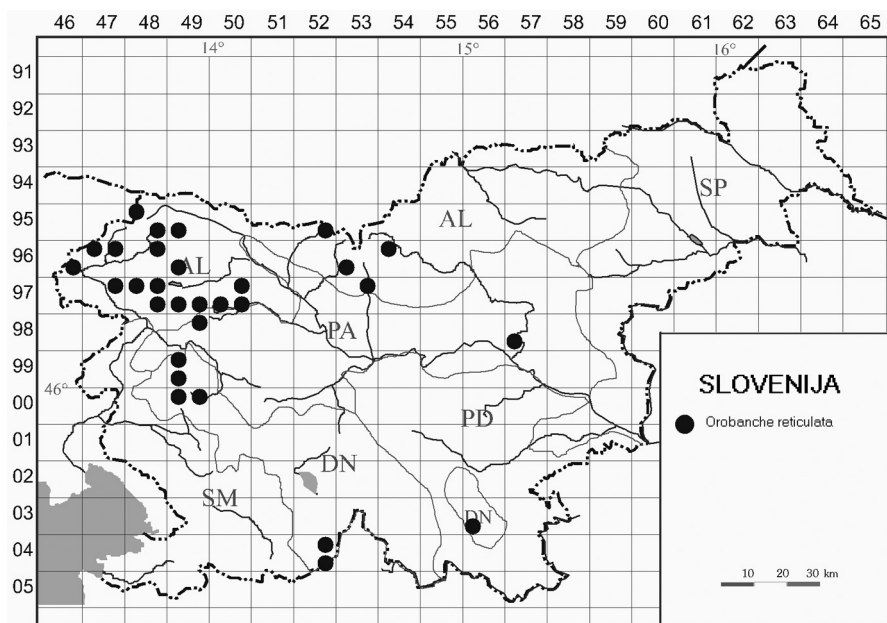 46 47 48 49 50 51 52 53 54 55 56 57 58 59 60 61 62 63 64 65
14° 15° 16°
91
92
93
94
95
96
97
98
99
46°
00
01
02
03
04
05
SP
AL
AL
PA
PD
DN
SM
DN
SLOVENIJA
Orobanche reticulata
10 20 30 km